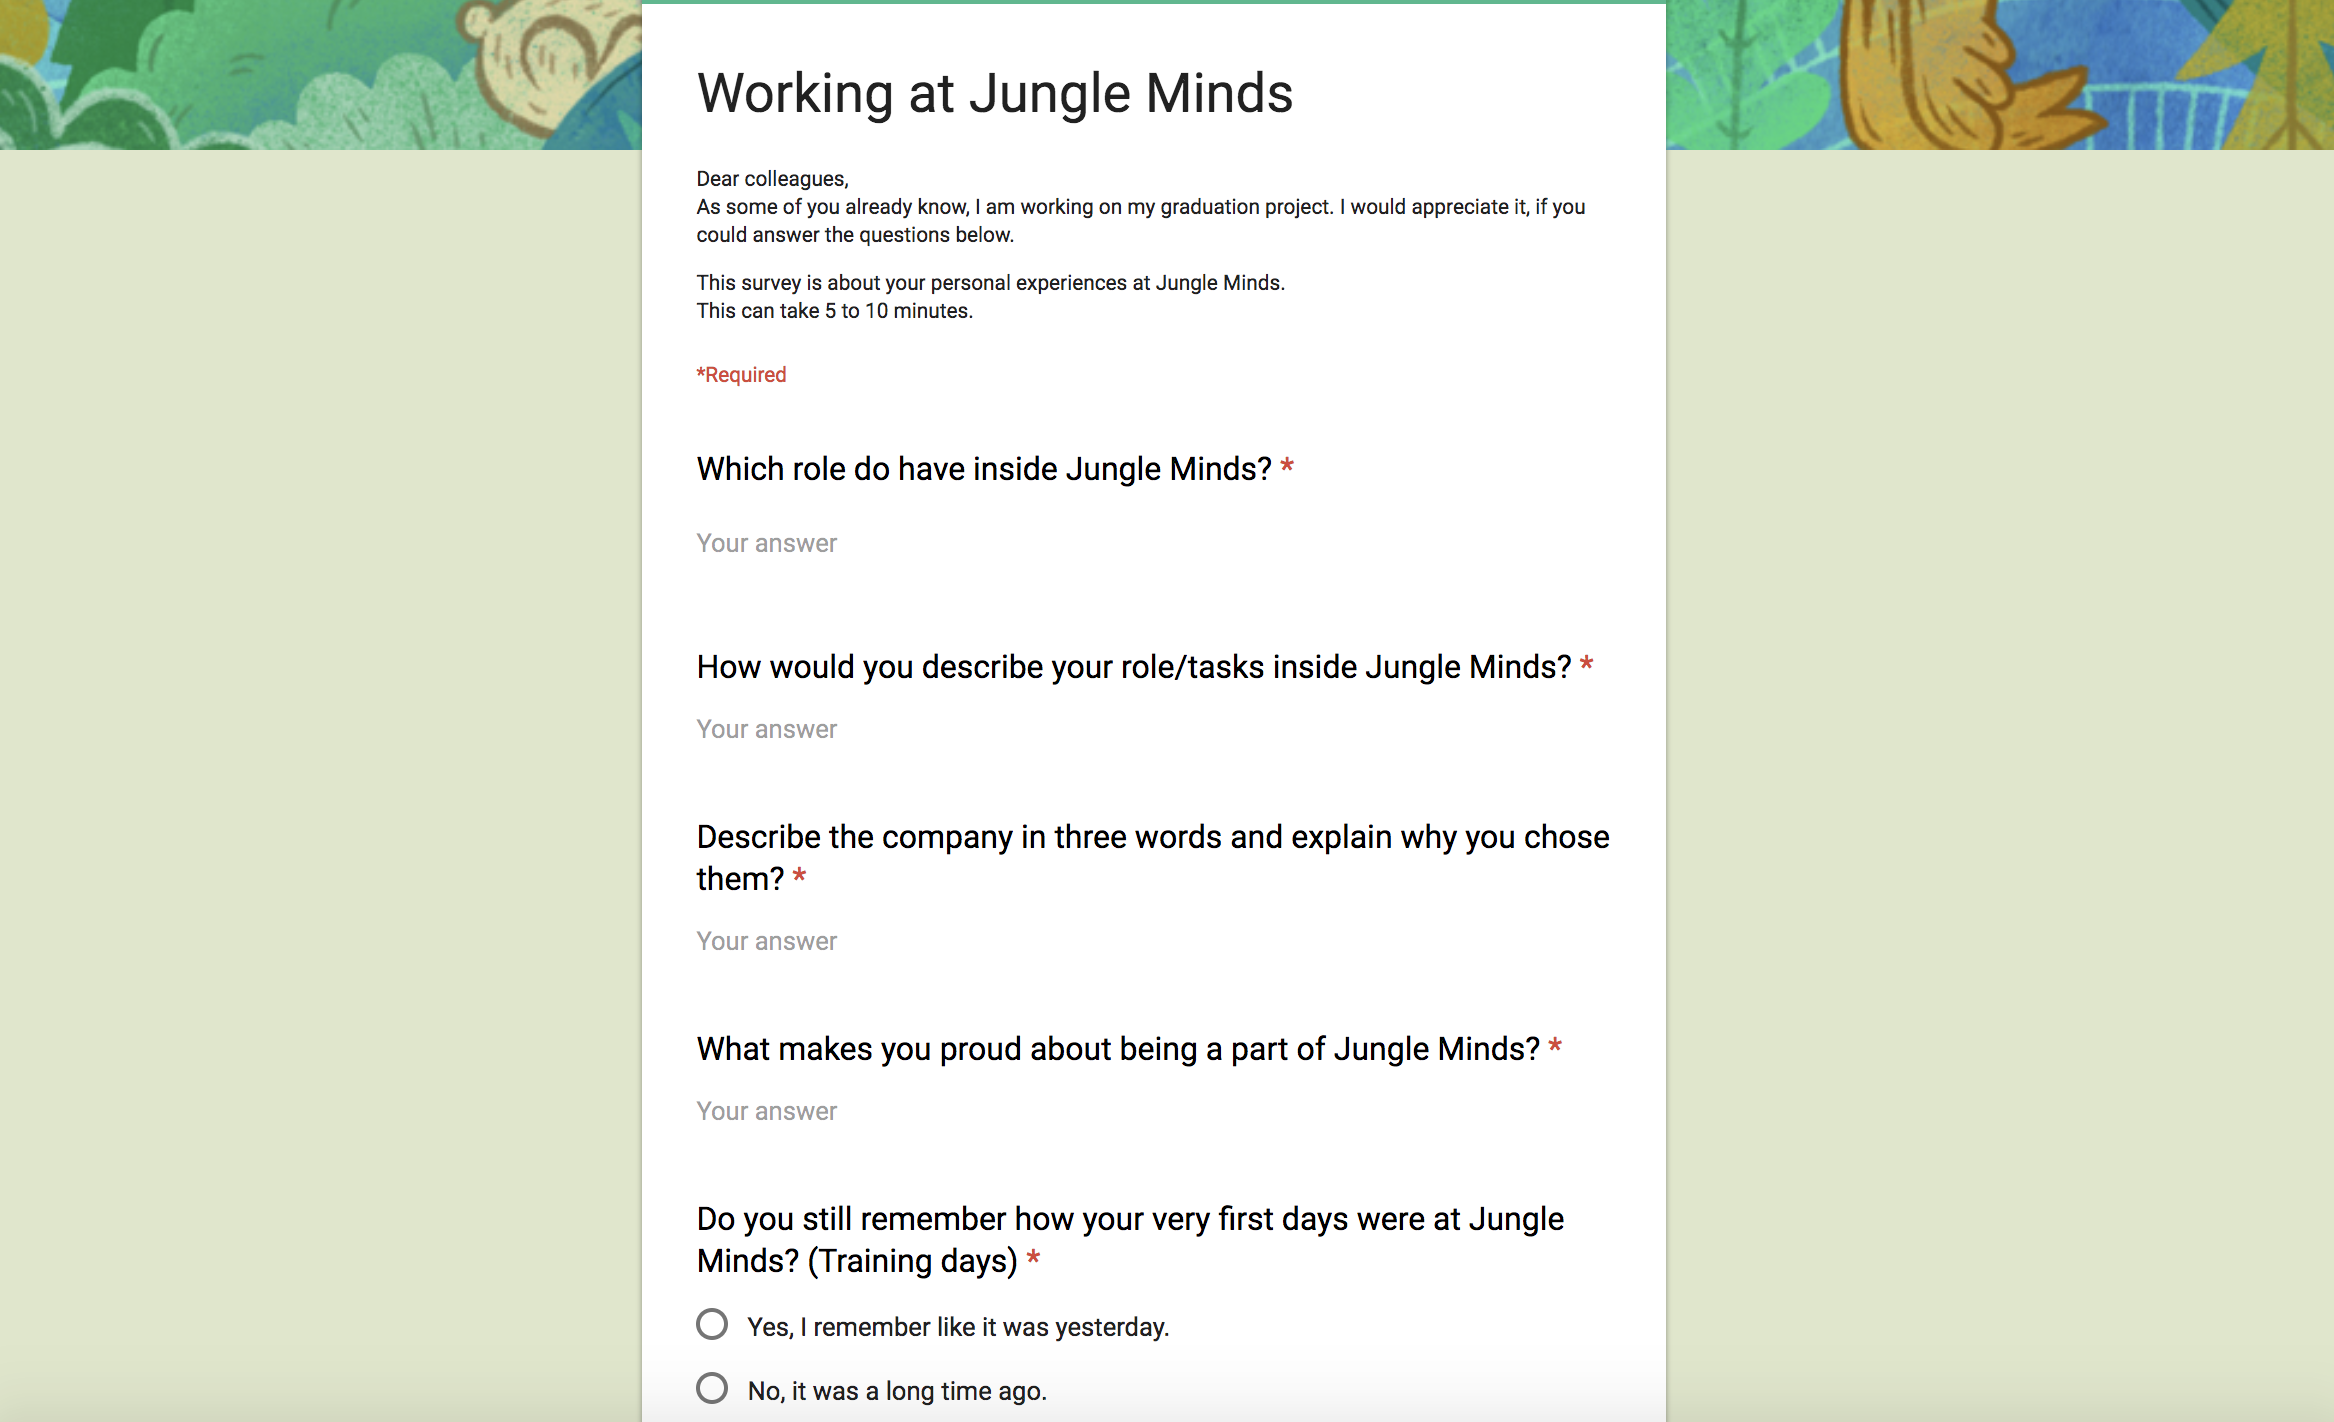 Working at Jungle Minds
Dear colleagues,
As some of you already know, I am working on my graduation project. I would appreciate it, if you
could answer the questions below.
This survey is about your personal experiences at Jungle Minds.
This can take 5 to 10 minutes.
*Required
Which role do have inside Jungle Minds? *
Your answer
How would you describe your role/tasks inside Jungle Minds? *
Your answer
Describe the company in three words and explain why you chose
them? *
Your answer
What makes you proud about being a part of Jungle Minds? *
Your answer
Do you still remember how your very first days were at Jungle
Minds? (Training days) *
Yes, I remember like it was yesterday.
No, it was a long time ago.